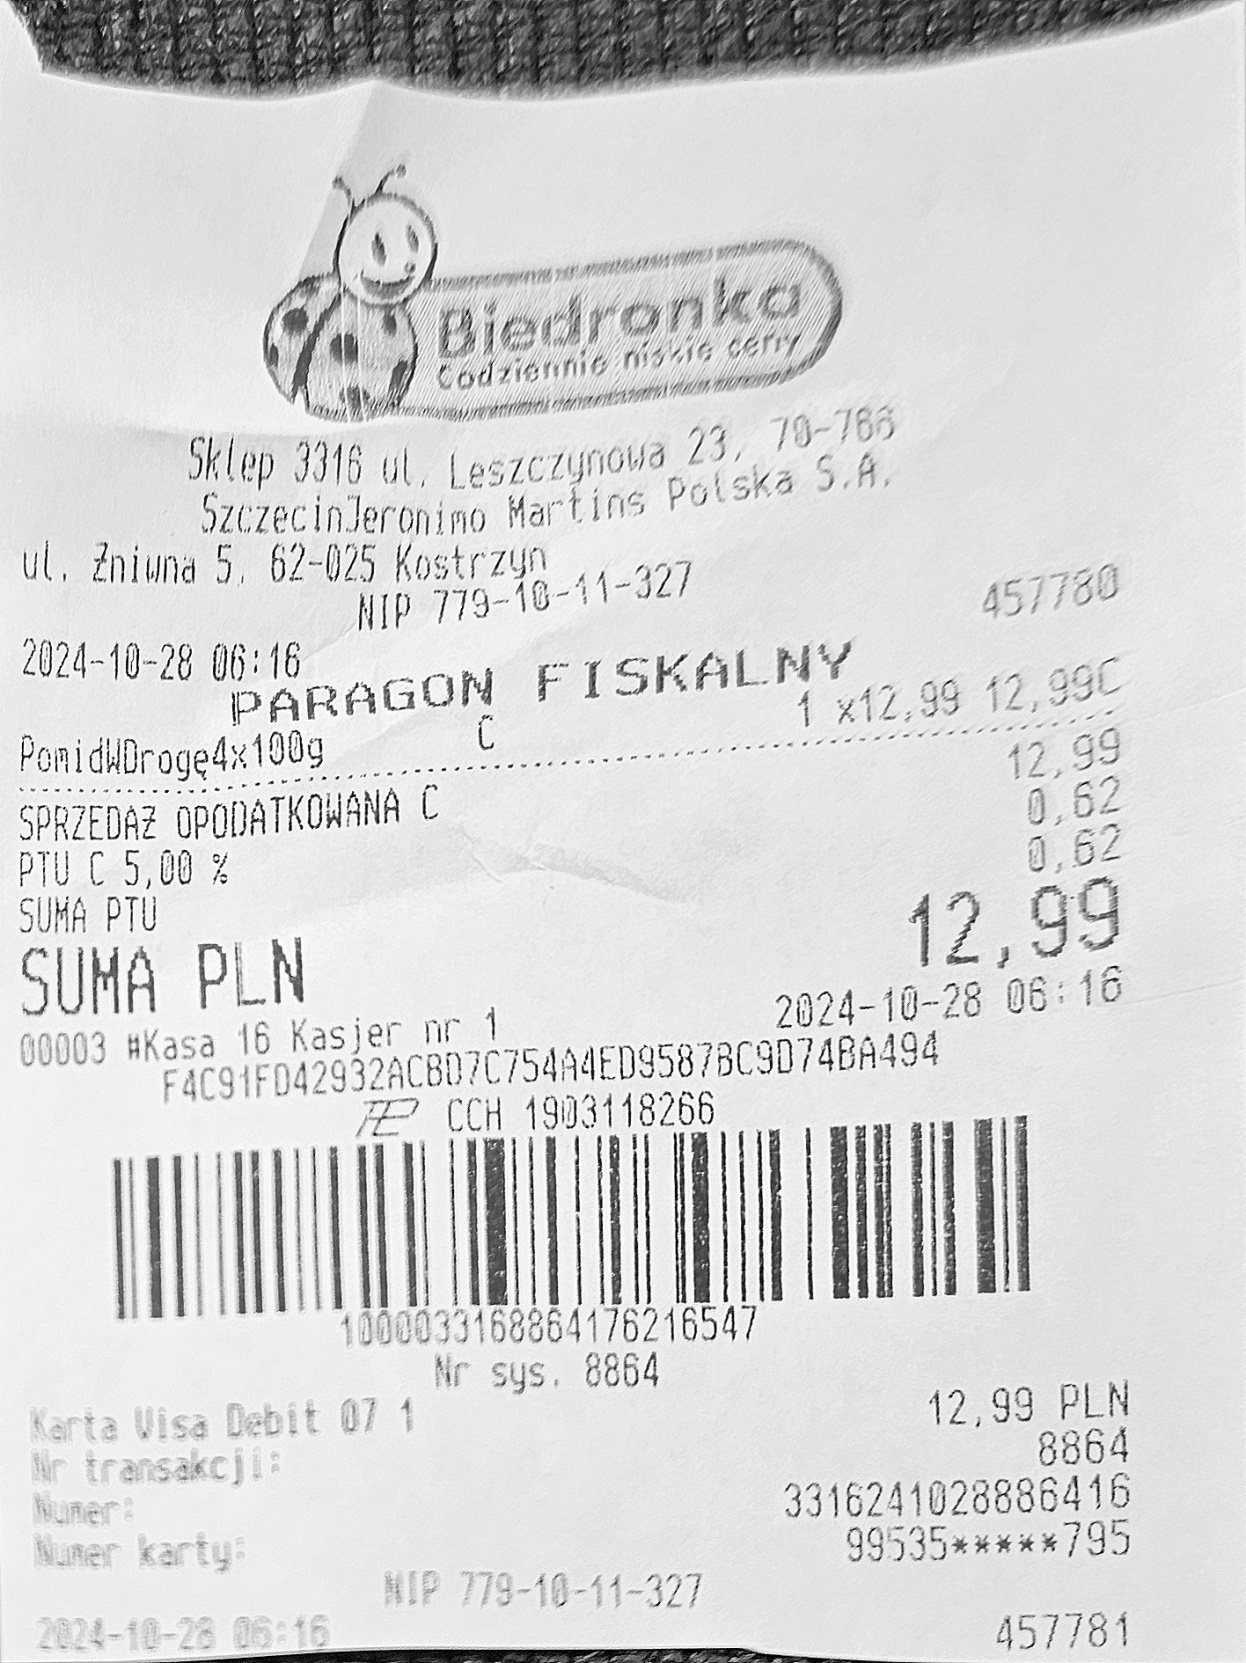 Biedronka
Codziennie niskie ceny
Sklep 3316 ul. Leszczynowa 23, 70-786
SzczecinJeronimo Martins Polska S.A.
ul. Żniwna 5, 62-025 Kostrzyn
NIP 779-10-11-327
2024-10-28 06:16 457780
PARAGON FISKALNY
PomidWDrogę4x100g C 1 x12,99 12,99C
SPRZEDAŻ OPODATKOWANA C 12,99
PTU C 5,00 % 0,62
SUMA PTU 0,62
SUMA PLN 12,99
00003 #Kasa 16 Kasjer nr 1 2024-10-28 06:16
F4C91FD42932ACBD7C754A4ED9587BC9D74BA494
CCH 1903118266
1000033168864176216547
Nr sys. 8864
Karta Visa Debit 07 1 12,99 PLN
Nr transakcji: 8864
Numer: 3316241028886416
Numer karty: 99535*****795
NIP 779-10-11-327
2024-10-28 06:16 457781